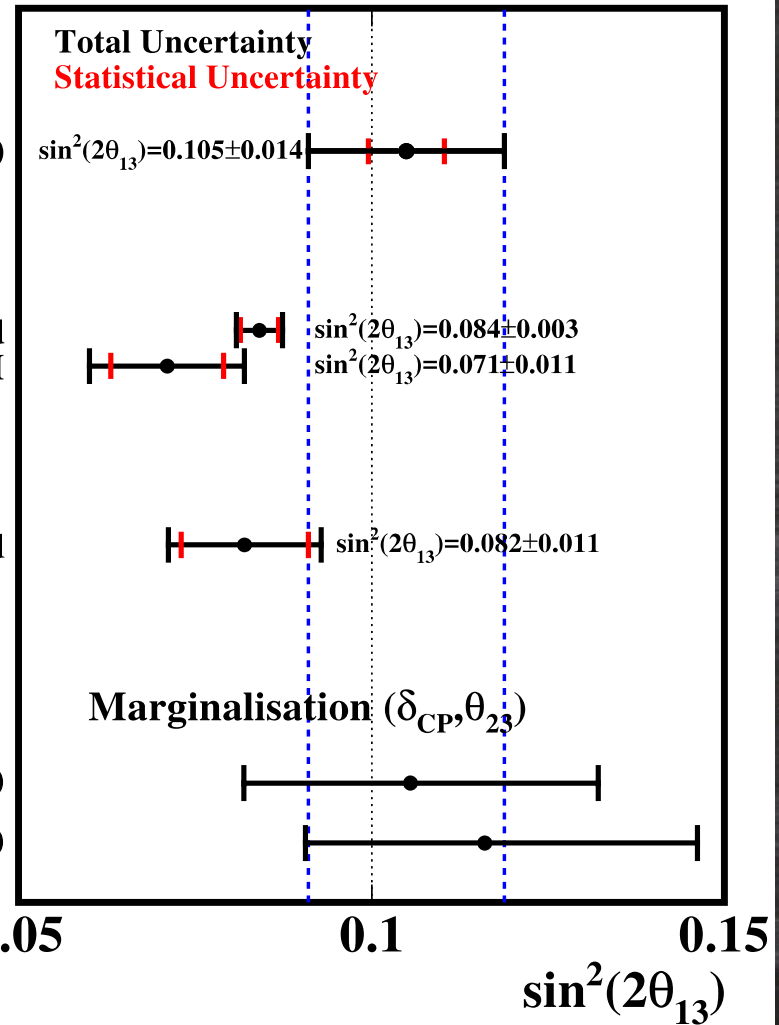 Total Uncertainty
Statistical Uncertainty
) sin²(2θ₁₃)=0.105±0.014
sin²(2θ₁₃)=0.084±0.003
sin²(2θ₁₃)=0.071±0.011
sin²(2θ₁₃)=0.082±0.011
Marginalisation (δ_CP,θ₂₃)
)
)
.05 0.1 0.15
sin²(2θ₁₃)